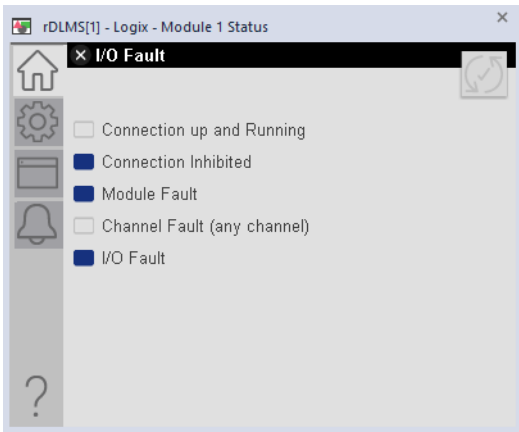 rDLMS[1] - Logix - Module 1 Status
I/O Fault
Connection up and Running
Connection Inhibited
Module Fault
Channel Fault (any channel)
I/O Fault
?